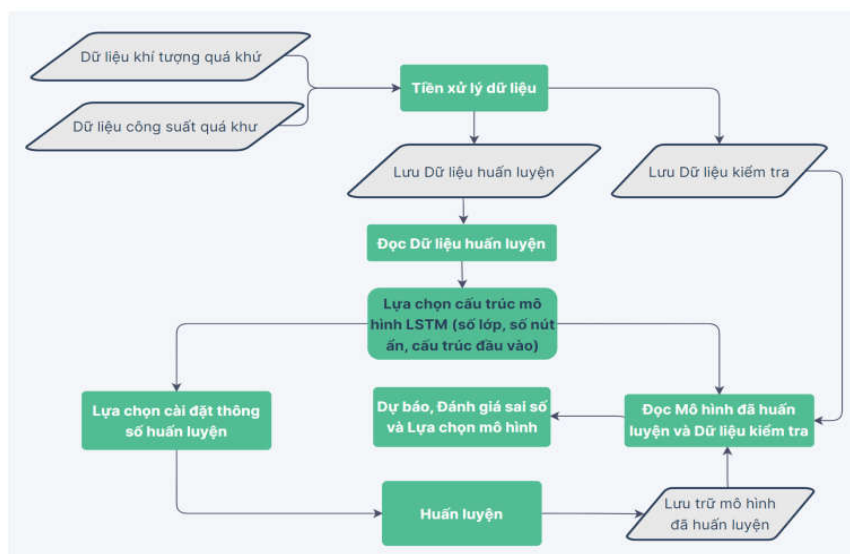 Dữ liệu khí tượng quá khứ
Tiền xử lý dữ liệu
Dữ liệu công suất quá khư
Lưu Dữ liệu huấn luyện
Lưu Dữ liệu kiểm tra
Đọc Dữ liệu huấn luyện
Lựa chọn cấu trúc mô
hình LSTM (số lớp, số nút
ẩn, cấu trúc đầu vào)
Lựa chọn cài đặt thông
số huấn luyện
Dự báo, Đánh giá sai số
và Lựa chọn mô hình
Đọc Mô hình đã huấn
luyện và Dữ liệu kiểm tra
Huấn luyện
Lưu trữ mô hình
đã huấn luyện